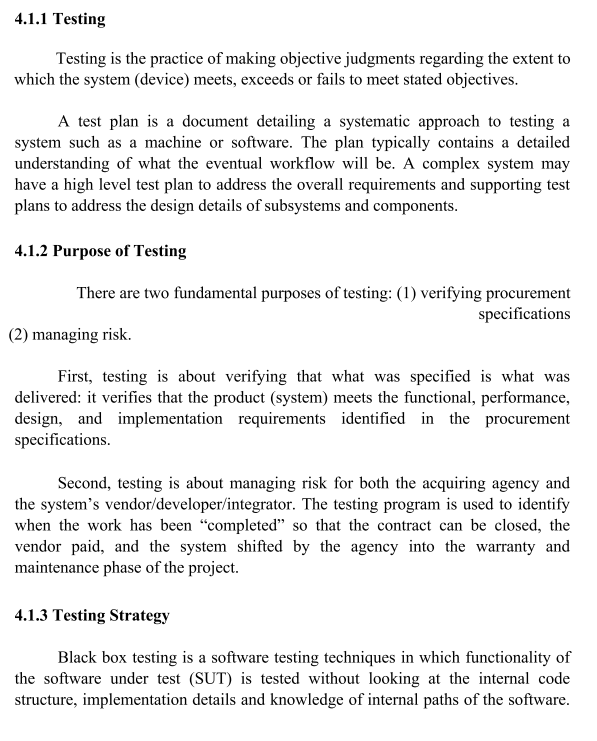 4.1.1 Testing
Testing is the practice of making objective judgments regarding the extent to
which the system (device) meets, exceeds or fails to meet stated objectives.
A test plan is a document detailing a systematic approach to testing a
system such as a machine or software. The plan typically contains a detailed
understanding of what the eventual workflow will be. A complex system may
have a high level test plan to address the overall requirements and supporting test
plans to address the design details of subsystems and components.
4.1.2 Purpose of Testing
There are two fundamental purposes of testing: (1) verifying procurement
specifications
(2) managing risk.
First, testing is about verifying that what was specified is what was
delivered: it verifies that the product (system) meets the functional, performance,
design, and implementation requirements identified in the procurement
specifications.
Second, testing is about managing risk for both the acquiring agency and
the system’s vendor/developer/integrator. The testing program is used to identify
when the work has been “completed” so that the contract can be closed, the
vendor paid, and the system shifted by the agency into the warranty and
maintenance phase of the project.
4.1.3 Testing Strategy
Black box testing is a software testing techniques in which functionality of
the software under test (SUT) is tested without looking at the internal code
structure, implementation details and knowledge of internal paths of the software.